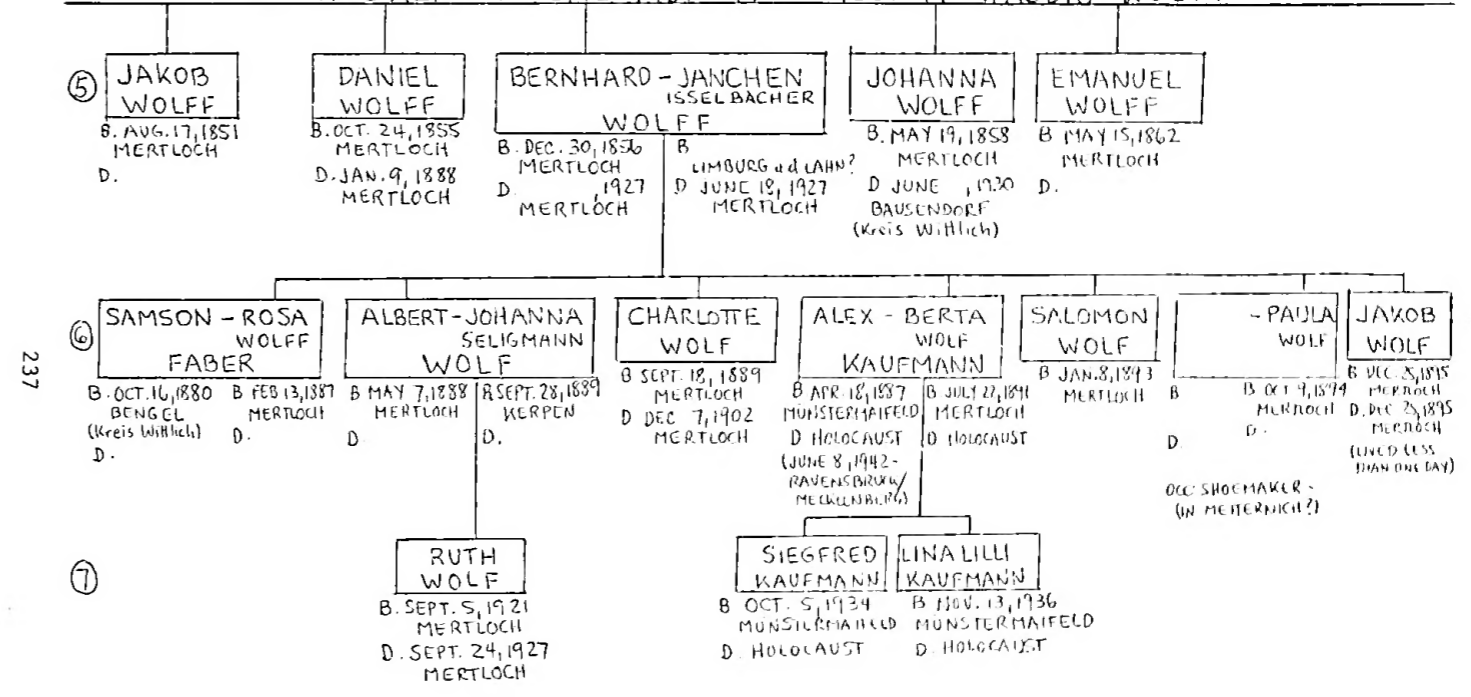 ⑤
JAKOB
WOLFF
B. AUG. 17, 1851
MERTLOCH
D.
DANIEL
WOLFF
B. OCT. 24, 1855
MERTLOCH
D. JAN. 9, 1888
MERTLOCH
BERNHARD - JANCHEN
ISSELBACHER
WOLFF
B. DEC. 30, 1856
MERTLOCH
D. , 1927
MERTLOCH
B
LIMBURG a d LAHN?
D JUNE 18, 1927
MERTLOCH
JOHANNA
WOLFF
B. MAY 19, 1858
MERTLOCH
D JUNE , 1930
BAUSENDORF
(Kreis Wittlich)
EMANUEL
WOLFF
B MAY 15, 1862
MERTLOCH
D.
⑥
SAMSON - ROSA
WOLFF
FABER
B. OCT. 16, 1880
BENGEL
(Kreis Wittlich)
D.
B FEB 13, 1887
MERTLOCH
D.
ALBERT - JOHANNA
SELIGMANN
WOLF
B MAY 7, 1888
MERTLOCH
D.
B SEPT. 28, 1889
KERPEN
D.
CHARLOTTE
WOLF
B SEPT. 18, 1889
MERTLOCH
D DEC 7, 1902
MERTLOCH
ALEX - BERTA
WOLF
KAUFMANN
B APR. 18, 1887
MÜNSTERMAIFELD
D HOLOCAUST
(JUNE 8, 1942 -
RAVENSBRUCK/
MECKLENBURG)
B JULY 22, 1891
MERTLOCH
D HOLOCAUST
SALOMON
WOLF
B JAN. 8, 1893
MERTLOCH
- PAULA
WOLF
B
D.
B OCT 9, 1894
MERTLOCH
D.
OCC SHOEMAKER -
(IN METTERNICH?)
JAKOB
WOLF
B DEC. 25, 1895
MERTLOCH
D. DEC 25, 1895
MERTLOCH
(LIVED LESS
THAN ONE DAY)
237
⑦
RUTH
WOLF
B. SEPT. 5, 1921
MERTLOCH
D. SEPT. 24, 1927
MERTLOCH
SIEGFRED
KAUFMANN
B OCT. 5, 1934
MÜNSTERMAIFELD
D. HOLOCAUST
LINA LILLI
KAUFMANN
B NOV. 13, 1936
MÜNSTERMAIFELD
D. HOLOCAUST